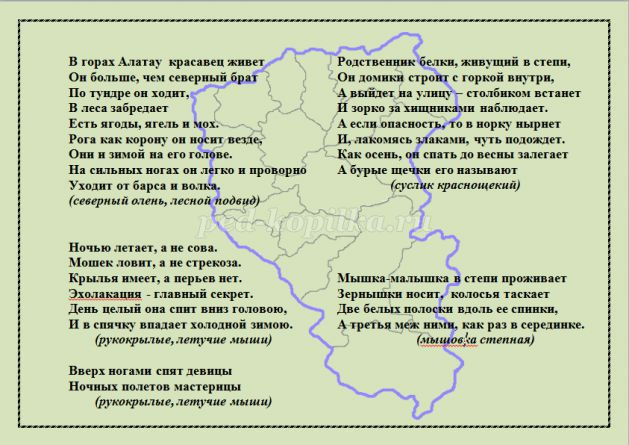 В горах Алатау красавец живет
Он больше, чем северный брат
По тундре он ходит,
В леса забредает
Есть ягоды, ягель и мох.
Рога как корону он носит везде,
Они и зимой на его голове.
На сильных ногах он легко и проворно
Уходит от барса и волка.
(северный олень, лесной подвид)
Ночью летает, а не сова.
Мошек ловит, а не стрекоза.
Крылья имеет, а перьев нет.
Эхолакация - главный секрет.
День целый она спит вниз головою,
И в спячку впадает холодной зимою.
(рукокрылые, летучие мыши)
Вверх ногами спят девицы
Ночных полетов мастерицы
(рукокрылые, летучие мыши)
Родственник белки, живущий в степи,
Он домики строит с горкой внутри,
А выйдет на улицу – столбиком встанет
И зорко за хищниками наблюдает.
А если опасность, то в норку нырнет
И, лакомясь злаками, чуть подождет.
Как осень, он спать до весны залегает
А бурые щечки его называют
(суслик краснощекий)
Мышка-малышка в степи проживает
Зернышки носит, колосья таскает
Две белых полоски вдоль ее спинки,
А третья меж ними, как раз в серединке.
(мышовка степная)
ped-kopilka.ru